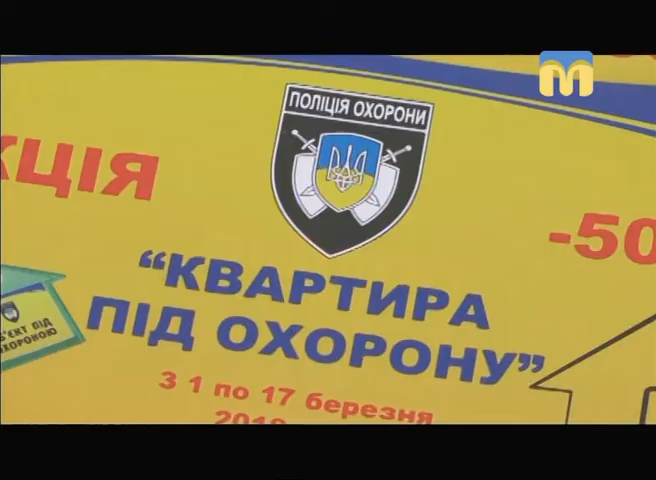 ПОЛІЦІЯ ОХОРОНИ
КЦІЯ
-50
"КВАРТИРА
ПІД ОХОРОНУ"
Б'ЄКТ ПІД
ОХОРОНОЮ
З 1 по 17 березня